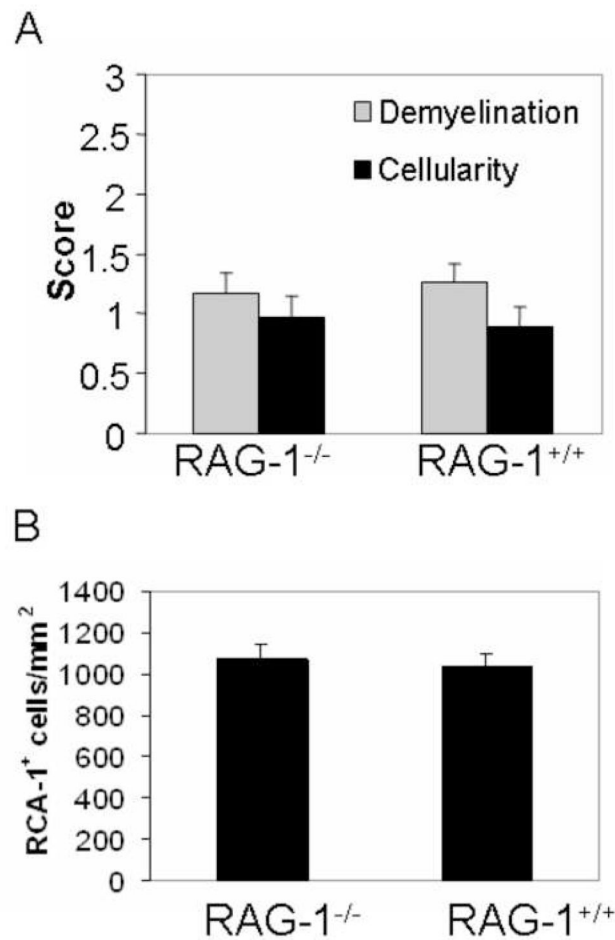 A
3
2.5
2
1.5
1
0.5
0
Score
Demyelination
Cellularity
RAG-1-/-
RAG-1+/+
B
1400
1200
1000
800
600
400
200
0
RCA-1+ cells/mm2
RAG-1-/-
RAG-1+/+